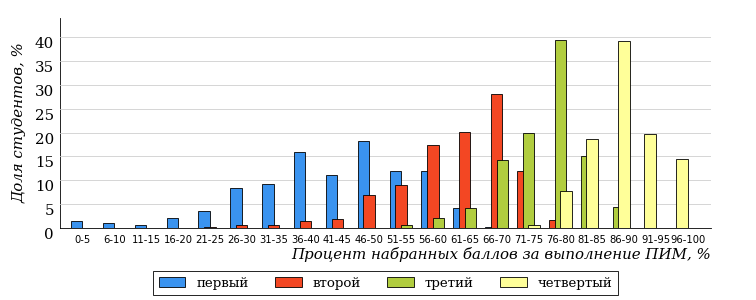 Доля студентов, %
40
35
30
25
20
15
10
5
0
0-5 6-10 11-15 16-20 21-25 26-30 31-35 36-40 41-45 46-50 51-55 56-60 61-65 66-70 71-75 76-80 81-85 86-90 91-95 96-100
Процент набранных баллов за выполнение ПИМ, %
первый второй третий четвертый